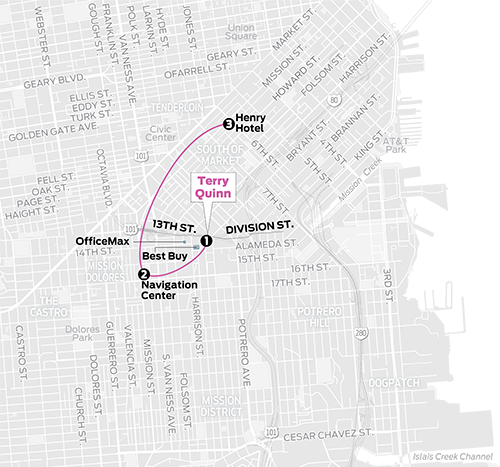 WEBSTER ST.
GOUGH ST.
FRANKLIN ST.
VAN NESS AVE.
POLK ST.
LARKIN ST.
HYDE ST.
JONES ST.
Union
Square
GEARY ST.
OFARRELL ST.
MARKET ST.
MISSION ST.
HOWARD ST.
FOLSOM ST.
HARRISON ST.
GEARY BLVD.
ELLIS ST.
EDDY ST.
TURK ST.
GOLDEN GATE AVE.
TENDERLOIN
80
3
Henry
Hotel
Civic
Center
BRYANT ST.
BRANNAN ST.
KING ST.
AT&T
Park
101
SOUTH OF
MARKET
6TH ST.
5TH ST.
4TH ST.
Mission Creek
OCTAVIA BLVD.
FELL ST.
OAK ST.
PAGE ST.
HAIGHT ST.
Terry
Quinn
7TH ST.
101
13TH ST.
DIVISION ST.
OfficeMax
1
ALAMEDA ST.
14TH ST.
Best Buy
15TH ST.
MISSION
DOLORES
2
16TH ST.
17TH ST.
Navigation
Center
3RD ST.
THE
CASTRO
Dolores
Park
HARRISON ST.
POTRERO
HILL
280
CASTRO ST.
CHURCH ST.
DOLORES ST.
GUERRERO ST.
VALENCIA ST.
MISSION ST.
S. VAN NESS AVE.
FOLSOM ST.
POTRERO AVE.
MISSION
DISTRICT
DOGPATCH
101
CESAR CHAVEZ ST.
Islais Creek Channel